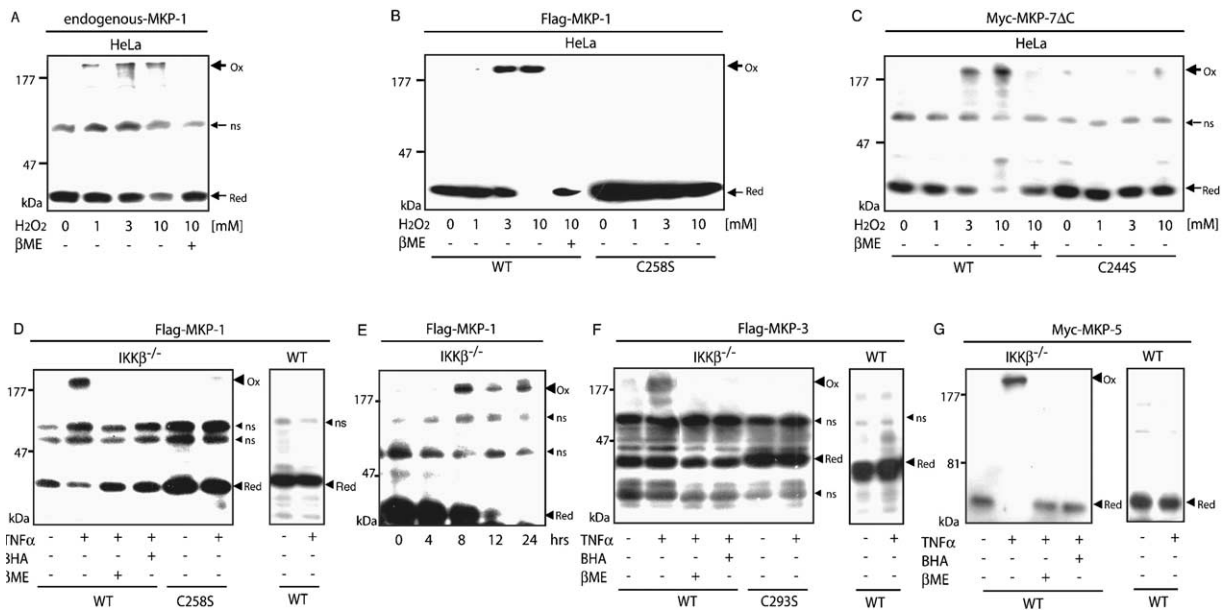 A
endogenous-MKP-1
HeLa
177
47
kDa
Ox
ns
Red
H2O2 0 1 3 10 10 [mM]
βME - - - - +
B
Flag-MKP-1
HeLa
177
47
kDa
Ox
Red
H2O2 0 1 3 10 10 0 1 3 10 [mM]
βME - - - - + - - - -
WT C258S
C
Myc-MKP-7ΔC
HeLa
177
47
kDa
Ox
ns
Red
H2O2 0 1 3 10 10 0 1 3 10 [mM]
βME - - - - + - - - -
WT C244S
D
Flag-MKP-1
IKKβ-/- WT
177
47
kDa
Ox
ns
ns
Red
ns
Red
TNFα - + + + - + - +
BHA - - - + - -
βME - - + - - -
WT C258S WT
E
Flag-MKP-1
IKKβ-/-
177
47
kDa
Ox
ns
ns
Red
0 4 8 12 24 hrs
F
Flag-MKP-3
IKKβ-/- WT
177
47
kDa
Ox
ns
Red
ns
ns
Red
TNFα - + + + - + - +
BHA - - - + - -
βME - - + - - -
WT C293S WT
G
Myc-MKP-5
IKKβ-/- WT
177
81
kDa
Ox
Red
Red
TNFα - + + + - +
BHA - - - +
βME - - + -
WT WT